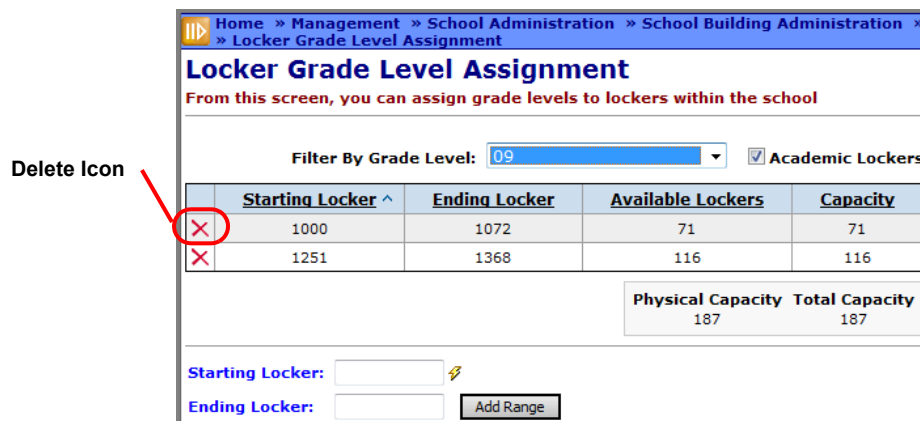 Home » Management » School Administration » School Building Administration »
» Locker Grade Level Assignment
Locker Grade Level Assignment
From this screen, you can assign grade levels to lockers within the school
Delete Icon
Filter By Grade Level: 09 Academic Lockers
Starting Locker ^ Ending Locker Available Lockers Capacity
1000 1072 71 71
1251 1368 116 116
Physical Capacity Total Capacity
187 187
Starting Locker:
Ending Locker: Add Range